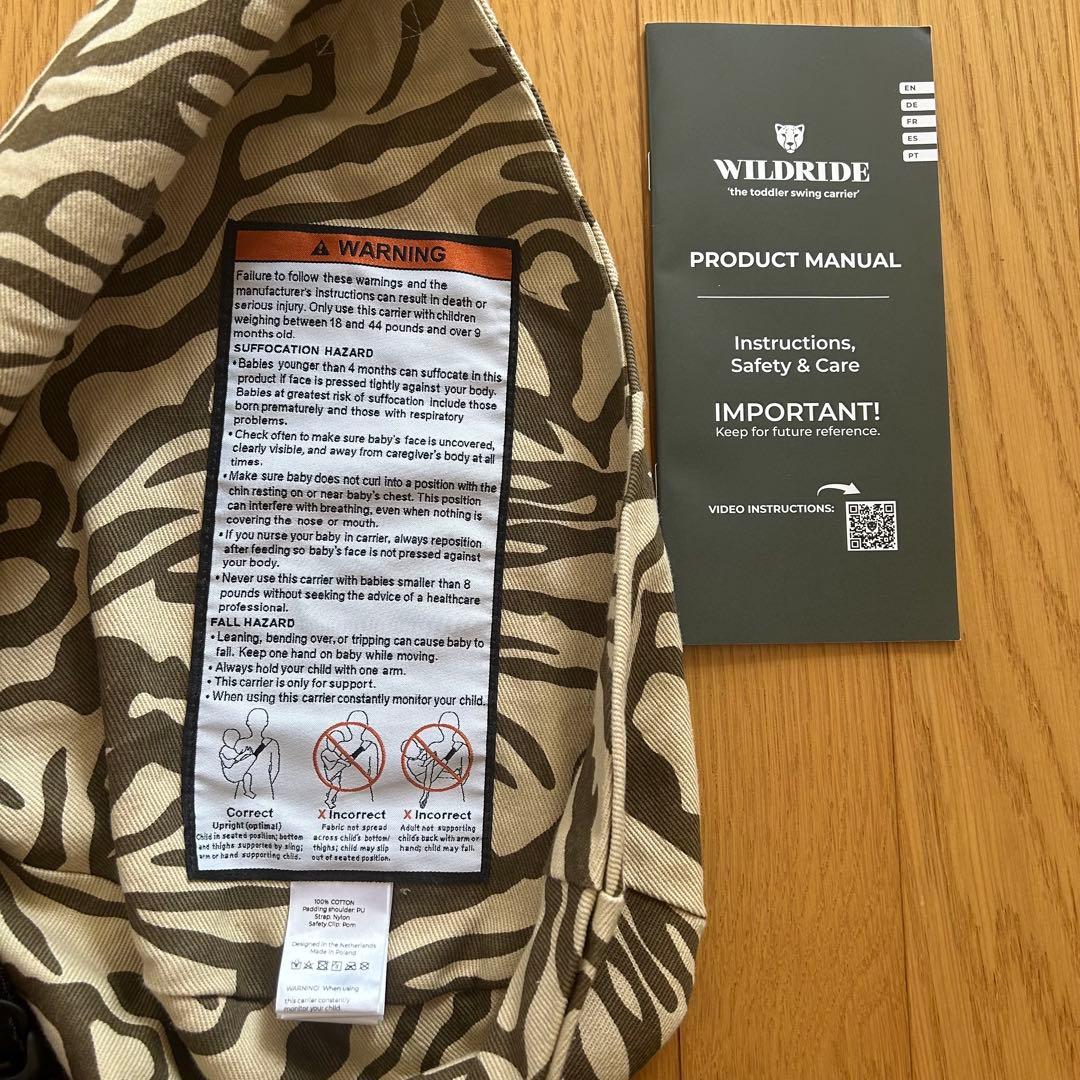 WARNING
Failure to follow these warnings and the
manufacturer's instructions can result in death or
serious injury. Only use this carrier with children
weighing between 18 and 44 pounds and over 9
months old.
SUFFOCATION HAZARD
• Babies younger than 4 months can suffocate in this
product if face is pressed tightly against your body.
Babies at greatest risk of suffocation include those
born prematurely and those with respiratory
problems.
• Check often to make sure baby's face is uncovered,
clearly visible, and away from caregiver's body at all
times.
• Make sure baby does not curl into a position with the
chin resting on or near baby's chest. This position
can interfere with breathing, even when nothing is
covering the nose or mouth.
• If you nurse your baby in carrier, always reposition
after feeding so baby's face is not pressed against
your body.
• Never use this carrier with babies smaller than 8
pounds without seeking the advice of a healthcare
professional.
FALL HAZARD
• Leaning, bending over, or tripping can cause baby to
fall. Keep one hand on baby while moving.
• Always hold your child with one arm.
• This carrier is only for support.
• When using this carrier constantly monitor your child.
Correct
Upright (optimal)
Child in seated position; bottom
and thighs supported by sling;
arm or hand supporting child.
X Incorrect
Fabric not spread
across child's bottom/
thighs; child may slip
out of seated position.
X Incorrect
Adult not supporting
child's back with arm or
hand; child may fall.
100% COTTON
Padding shoulder: PU
Strap: Nylon
Safety Clip: Pom
Designed in the Netherlands
Made in Poland
WARNING! When using
this carrier constantly
monitor your child.
EN
DE
FR
ES
PT
WILDRIDE
'the toddler swing carrier'
PRODUCT MANUAL
Instructions,
Safety & Care
IMPORTANT!
Keep for future reference.
VIDEO INSTRUCTIONS: